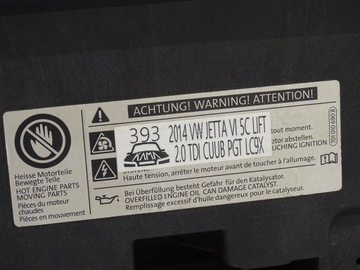 ACHTUNG! WARNING! ATTENTION!
393
2014 VW JETTA VI 5C LIFT
2.0 TDI CUUB PGT LC9X
tout moment.
abstellen.
TOUCHING IGNITION
Haute tension, arrêter le moteur avant de toucher à l'allumage.
Heisse Motorteile
Bewegte Teile
HOT ENGINE PARTS
MOVING PARTS
Pièces du moteur
chaudes
Pièces en mouvement
Bei Überfüllung besteht Gefahr für den Katalysator.
OVERFILLED ENGINE OIL CAN DAMAGE CATALYST.
Remplissage excessif d'huile - danger pour le catalyseur.